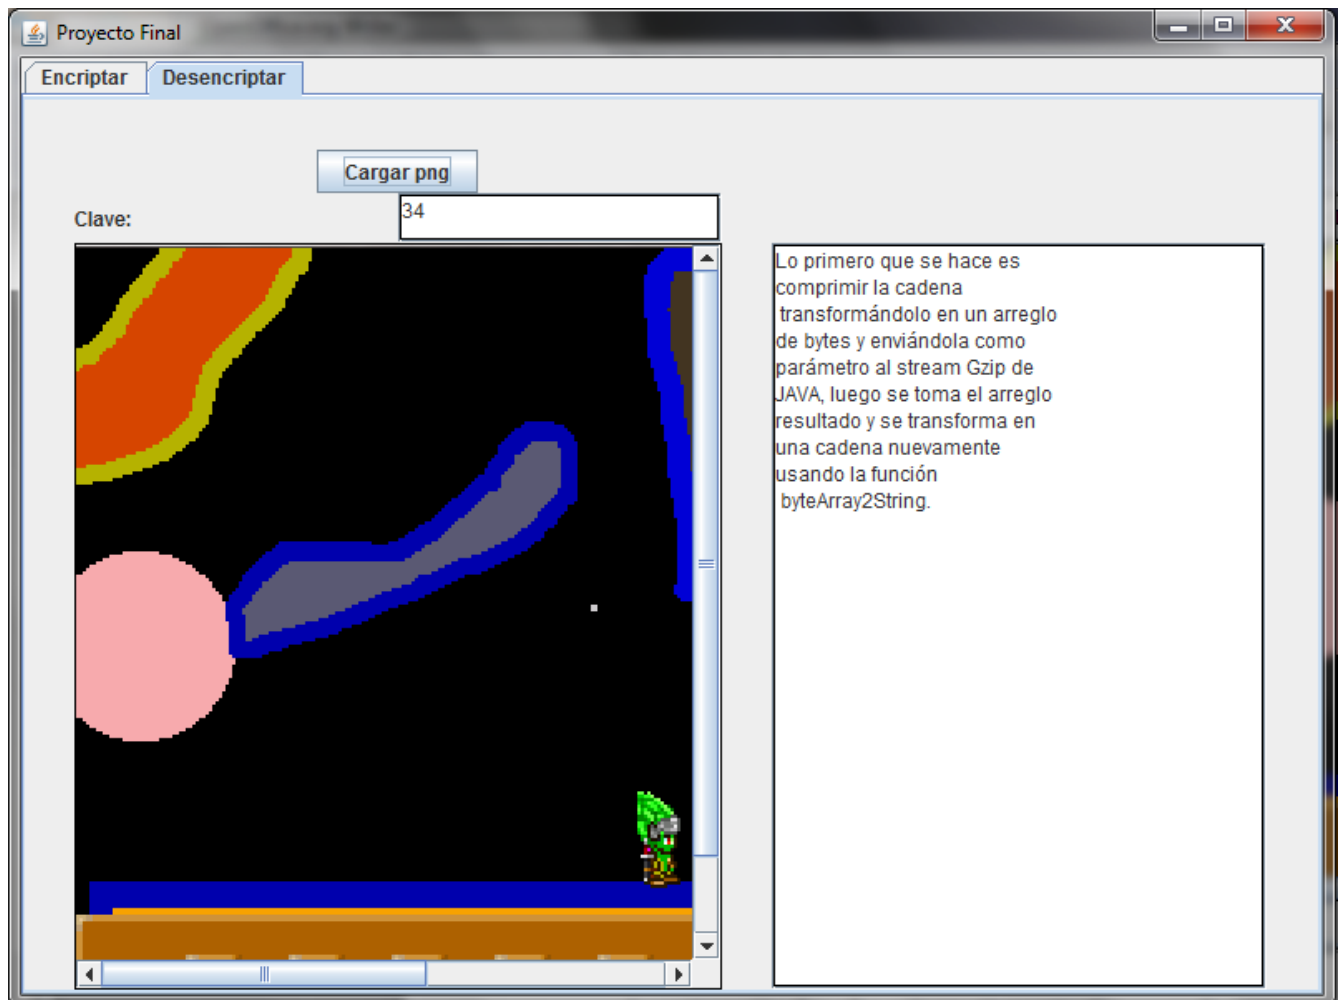 Proyecto Final
Encriptar Desencriptar
Cargar png
Clave:
34
Lo primero que se hace es
comprimir la cadena
transformándolo en un arreglo
de bytes y enviándola como
parámetro al stream Gzip de
JAVA, luego se toma el arreglo
resultado y se transforma en
una cadena nuevamente
usando la función
byteArray2String.